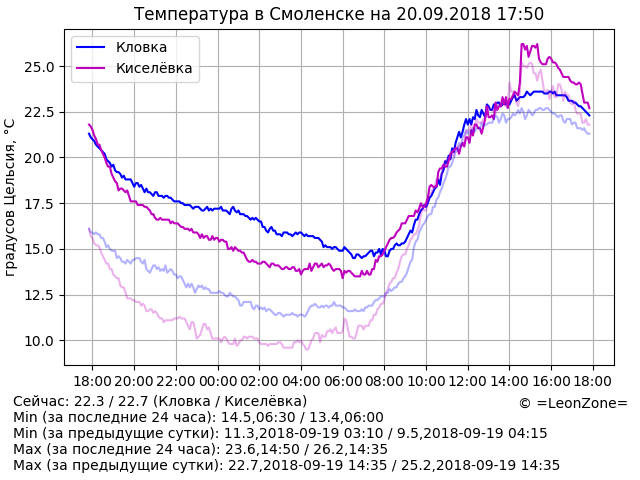 Температура в Смоленске на 20.09.2018 17:50
Кловка
Киселёвка
градусов Цельсия, °C
25.0
22.5
20.0
17.5
15.0
12.5
10.0
18:00 20:00 22:00 00:00 02:00 04:00 06:00 08:00 10:00 12:00 14:00 16:00 18:00
Сейчас: 22.3 / 22.7 (Кловка / Киселёвка)
© =LeonZone=
Min (за последние 24 часа): 14.5,06:30 / 13.4,06:00
Min (за предыдущие сутки): 11.3,2018-09-19 03:10 / 9.5,2018-09-19 04:15
Max (за последние 24 часа): 23.6,14:50 / 26.2,14:35
Max (за предыдущие сутки): 22.7,2018-09-19 14:35 / 25.2,2018-09-19 14:35